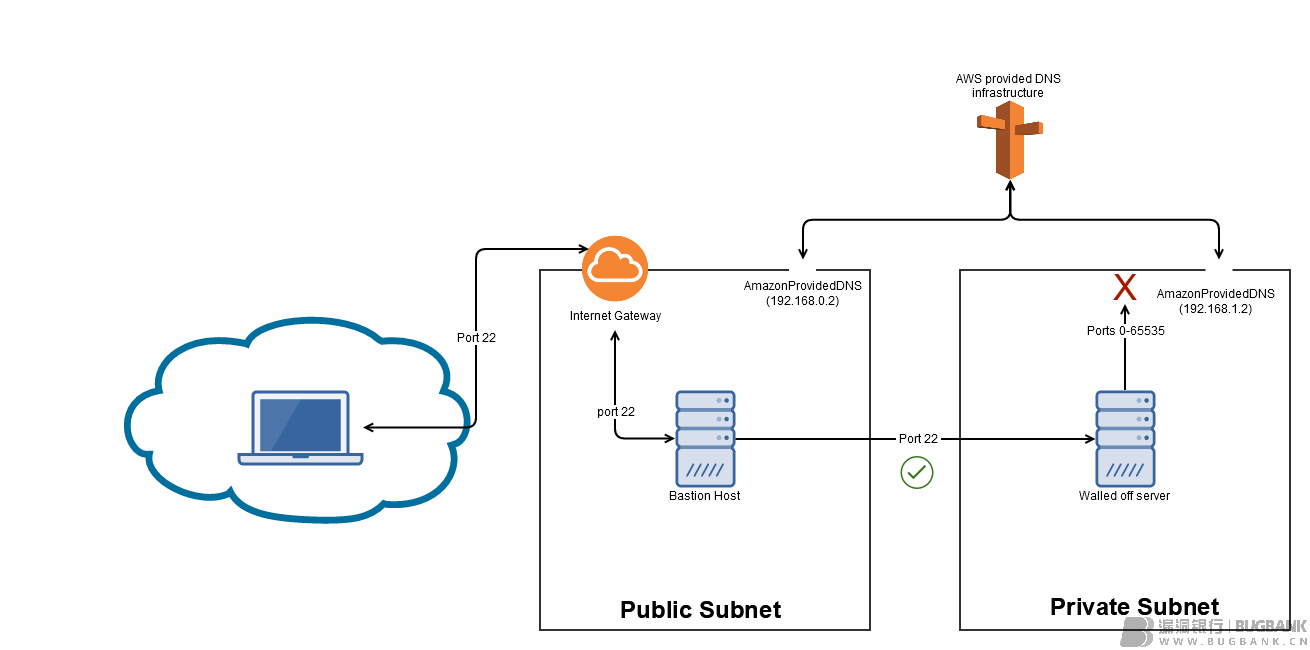 AWS provided DNS
infrastructure
AmazonProvidedDNS
(192.168.0.2)
AmazonProvidedDNS
(192.168.1.2)
X
Internet Gateway
Ports 0-65535
Port 22
port 22
Port 22
Bastion Host
Walled off server
Public Subnet
Private Subnet
漏洞银行 | BUGBANK
WWW.BUGBANK.CN